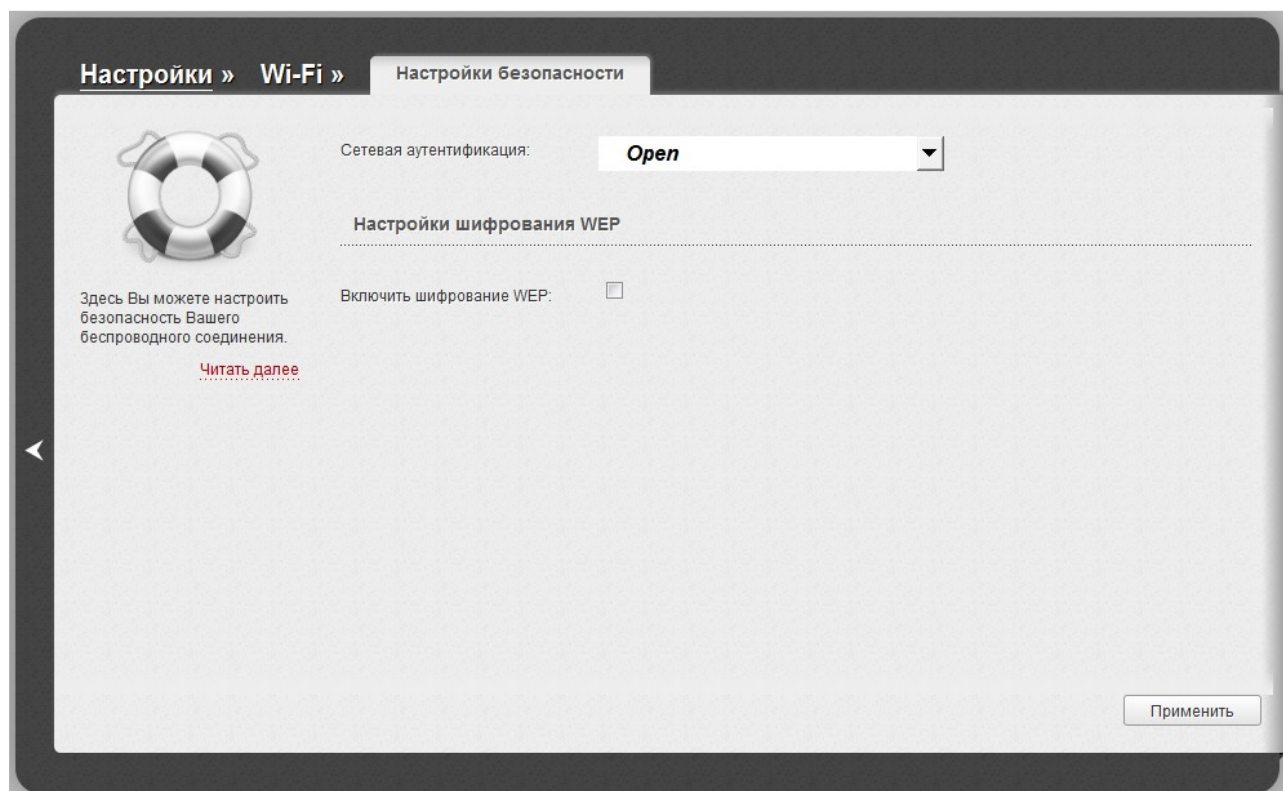 Настройки » Wi-Fi » Настройки безопасности
Сетевая аутентификация: Open
Настройки шифрования WEP
Включить шифрование WEP:
Здесь Вы можете настроить
безопасность Вашего
беспроводного соединения.
Читать далее
Применить